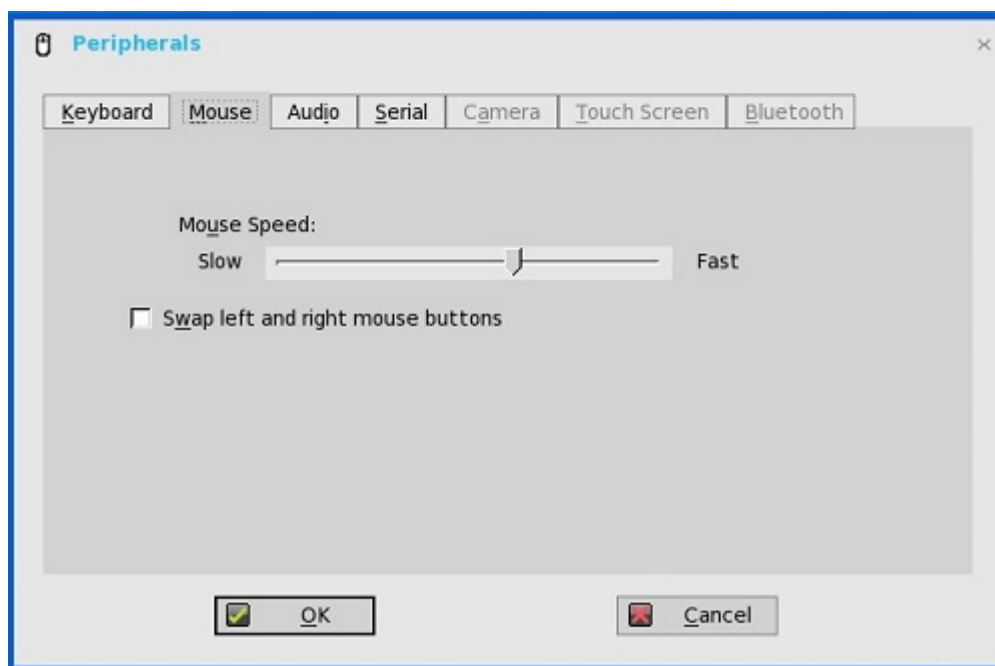 Peripherals
Keyboard Mouse Audio Serial Camera Touch Screen Bluetooth
Mouse Speed:
Slow Fast
Swap left and right mouse buttons
OK Cancel